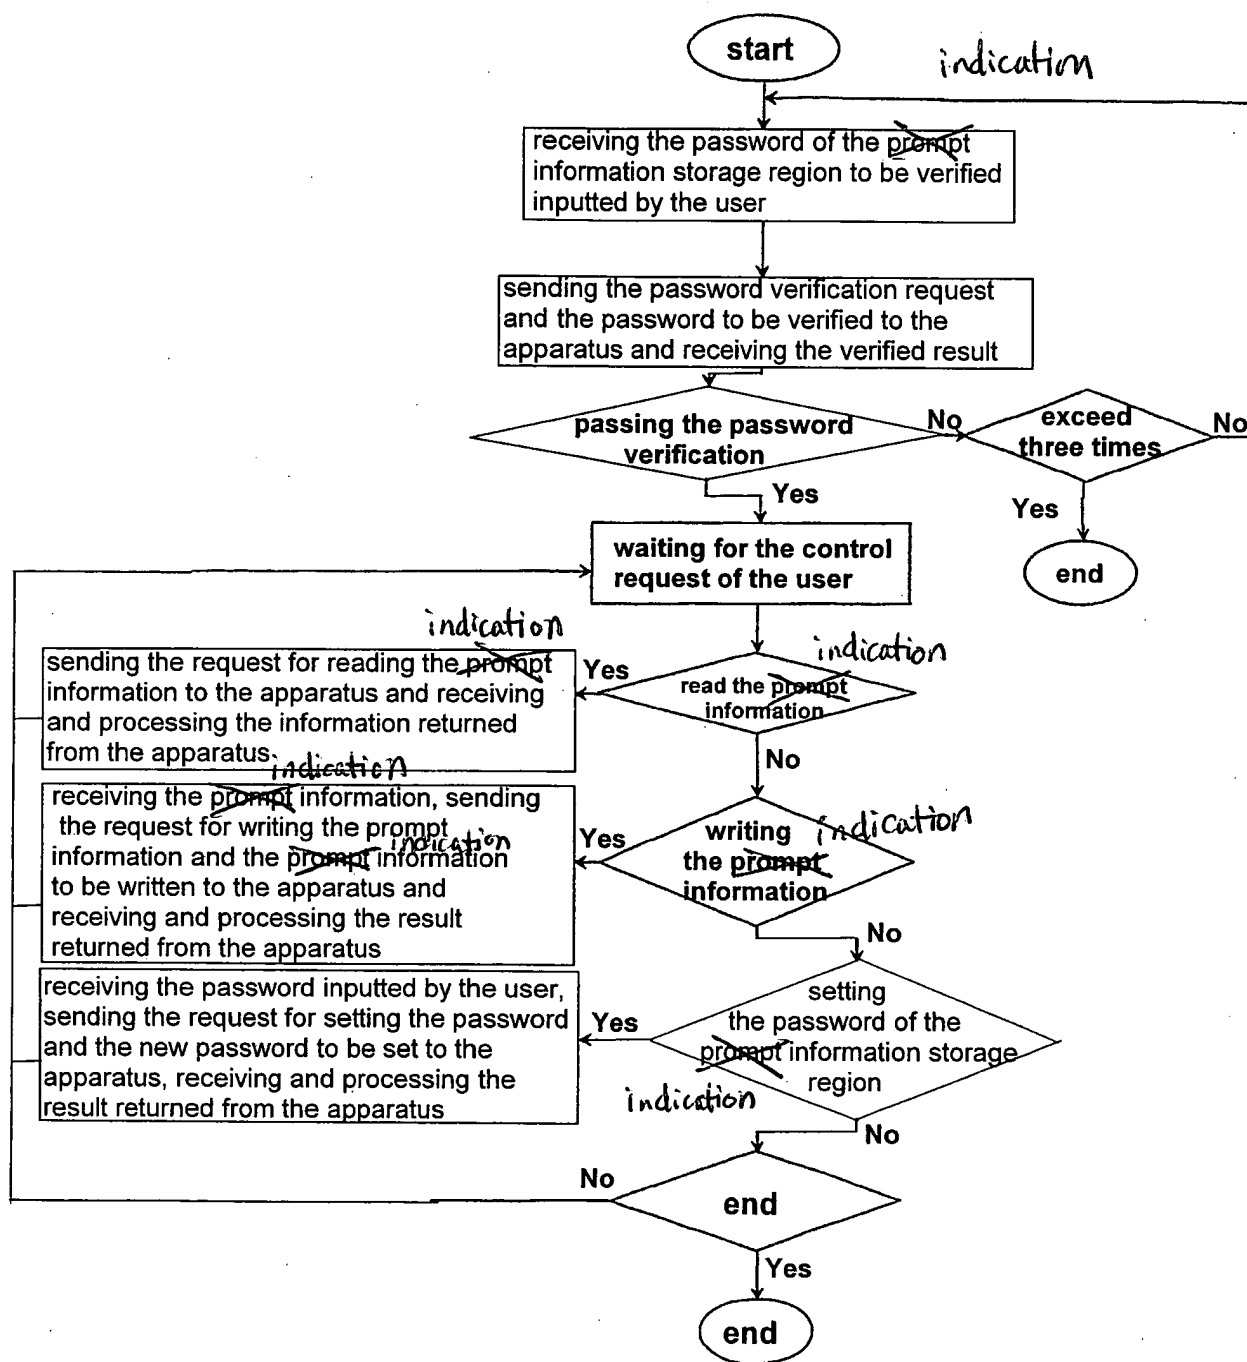 start
indication
receiving the password of the prompt
information storage region to be verified
inputted by the user
sending the password verification request
and the password to be verified to the
apparatus and receiving the verified result
passing the password
verification
No
exceed
three times
No
Yes
Yes
end
waiting for the control
request of the user
indication
sending the request for reading the prompt
information to the apparatus and receiving
and processing the information returned
from the apparatus
Yes
indication
read the prompt
information
No
indication
receiving the prompt information, sending
the request for writing the prompt
indication
information and the prompt information
to be written to the apparatus and
receiving and processing the result
returned from the apparatus
Yes
writing
indication
the prompt
information
No
receiving the password inputted by the user,
sending the request for setting the password
and the new password to be set to the
apparatus, receiving and processing the
result returned from the apparatus
Yes
setting
the password of the
prompt information storage
region
indication
No
No
end
Yes
end